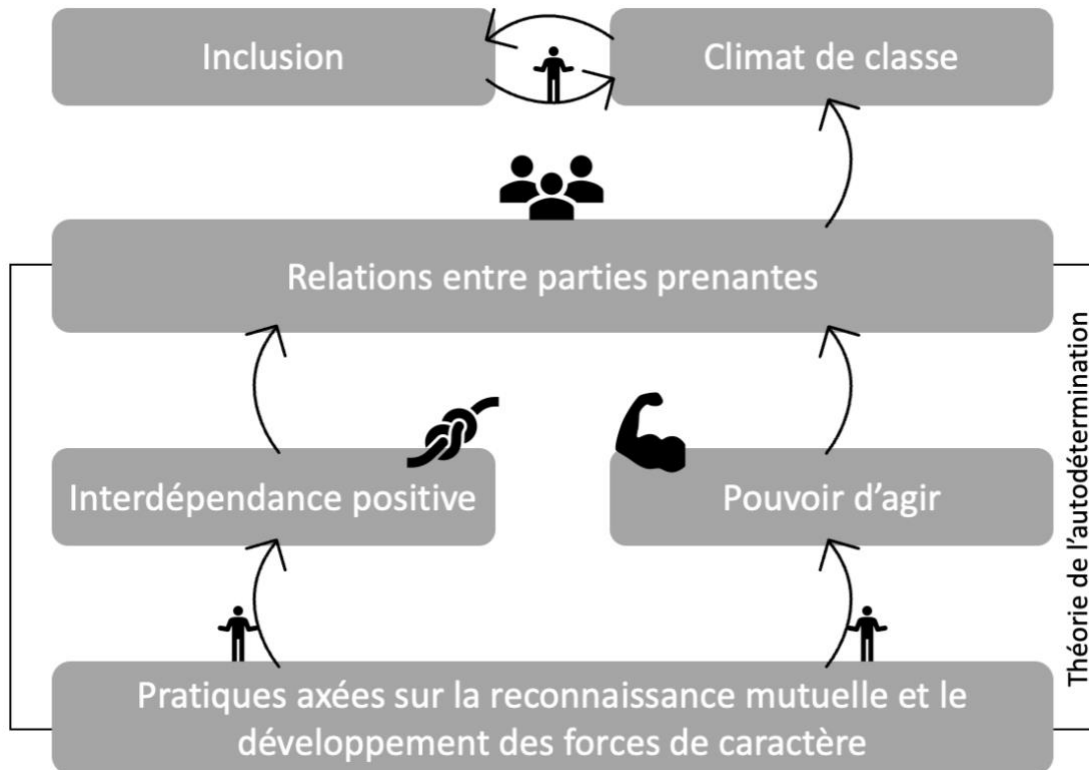 Inclusion
Climat de classe
Relations entre parties prenantes
Interdépendance positive
Pouvoir d’agir
Pratiques axées sur la reconnaissance mutuelle et le
développement des forces de caractère
Théorie de l’autodétermination